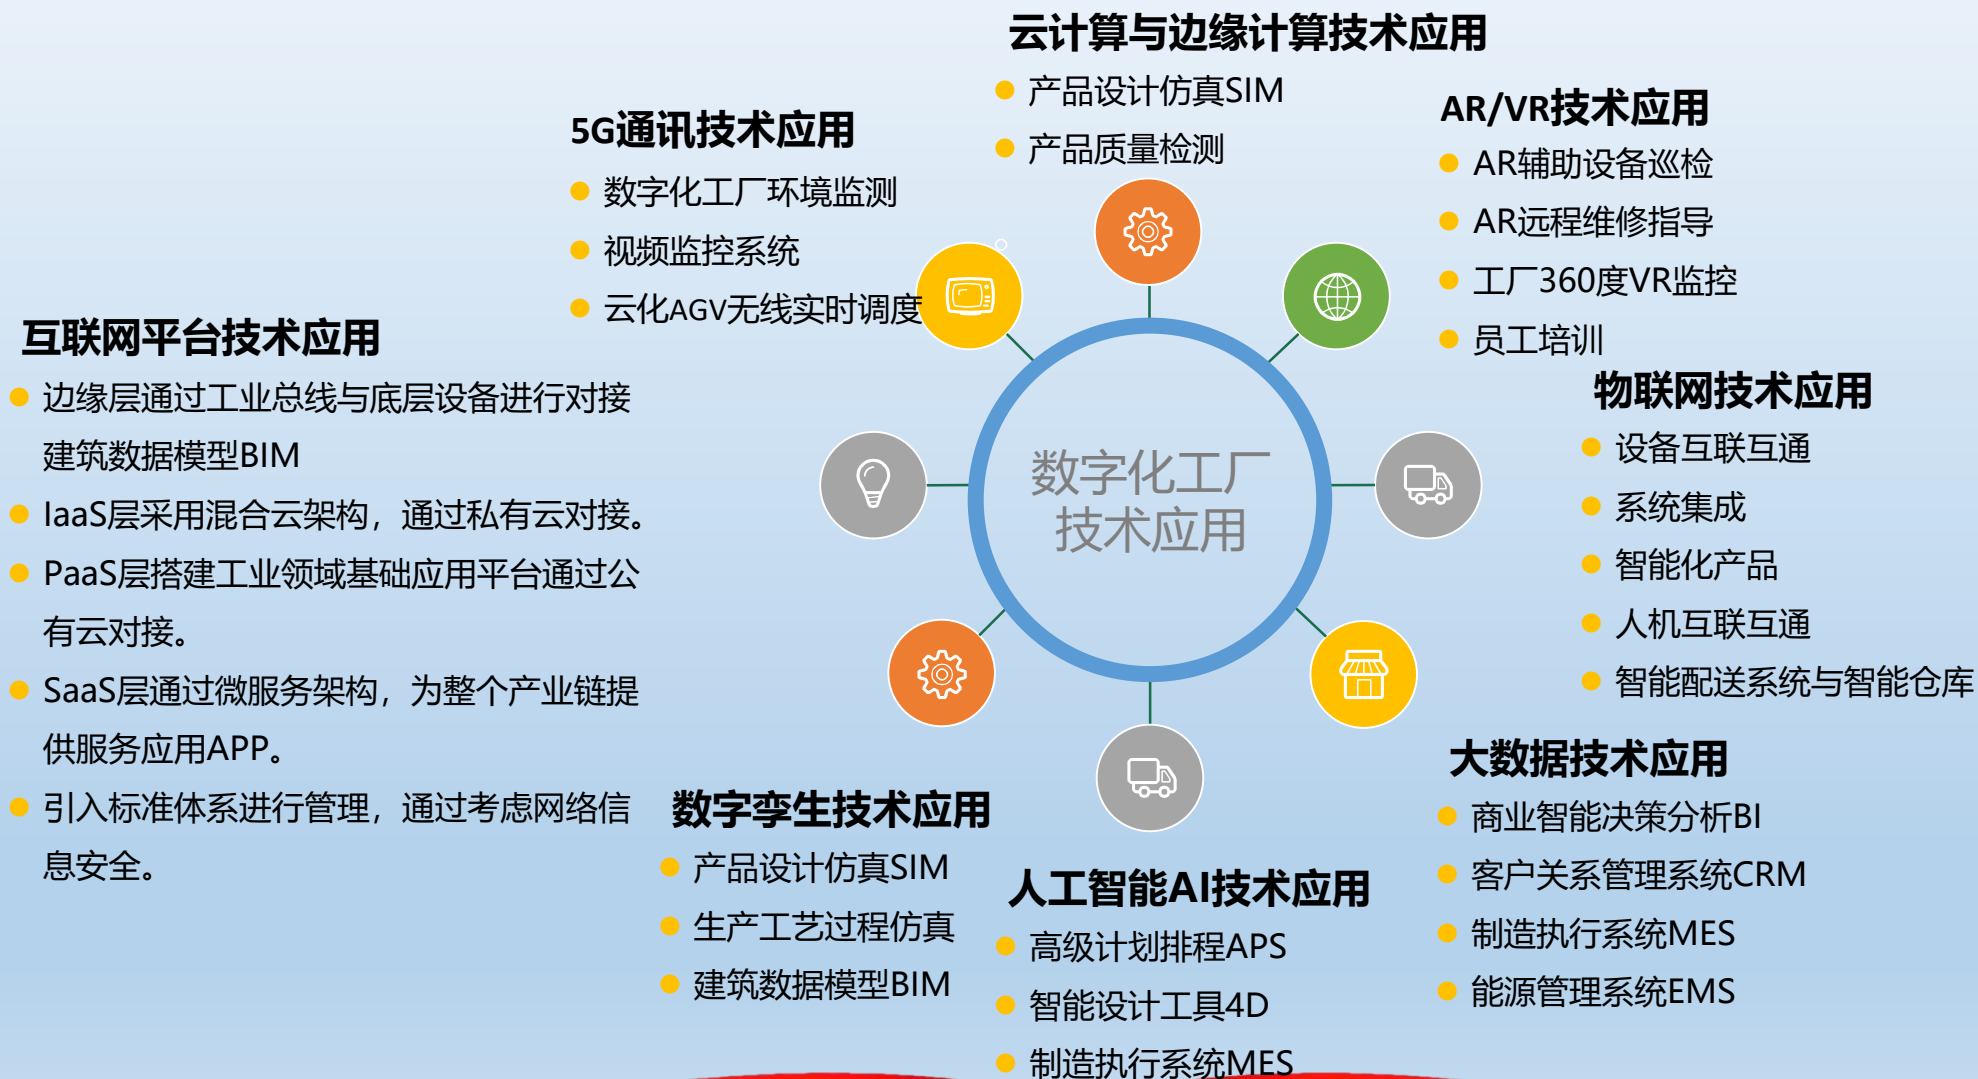 云计算与边缘计算技术应用
产品设计仿真SIM
产品质量检测
AR/VR技术应用
AR辅助设备巡检
AR远程维修指导
工厂360度VR监控
员工培训
5G通讯技术应用
数字化工厂环境监测
视频监控系统
云化AGV无线实时调度
互联网平台技术应用
边缘层通过工业总线与底层设备进行对接
建筑数据模型BIM
IaaS层采用混合云架构，通过私有云对接。
PaaS层搭建工业领域基础应用平台通过公
有云对接。
SaaS层通过微服务架构，为整个产业链提
供服务应用APP。
引入标准体系进行管理，通过考虑网络信
息安全。
数字化工厂
技术应用
物联网技术应用
设备互联互通
系统集成
智能化产品
人机互联互通
智能配送系统与智能仓库
大数据技术应用
商业智能决策分析BI
客户关系管理系统CRM
制造执行系统MES
能源管理系统EMS
数字孪生技术应用
产品设计仿真SIM
生产工艺过程仿真
建筑数据模型BIM
人工智能AI技术应用
高级计划排程APS
智能设计工具4D
制造执行系统MES